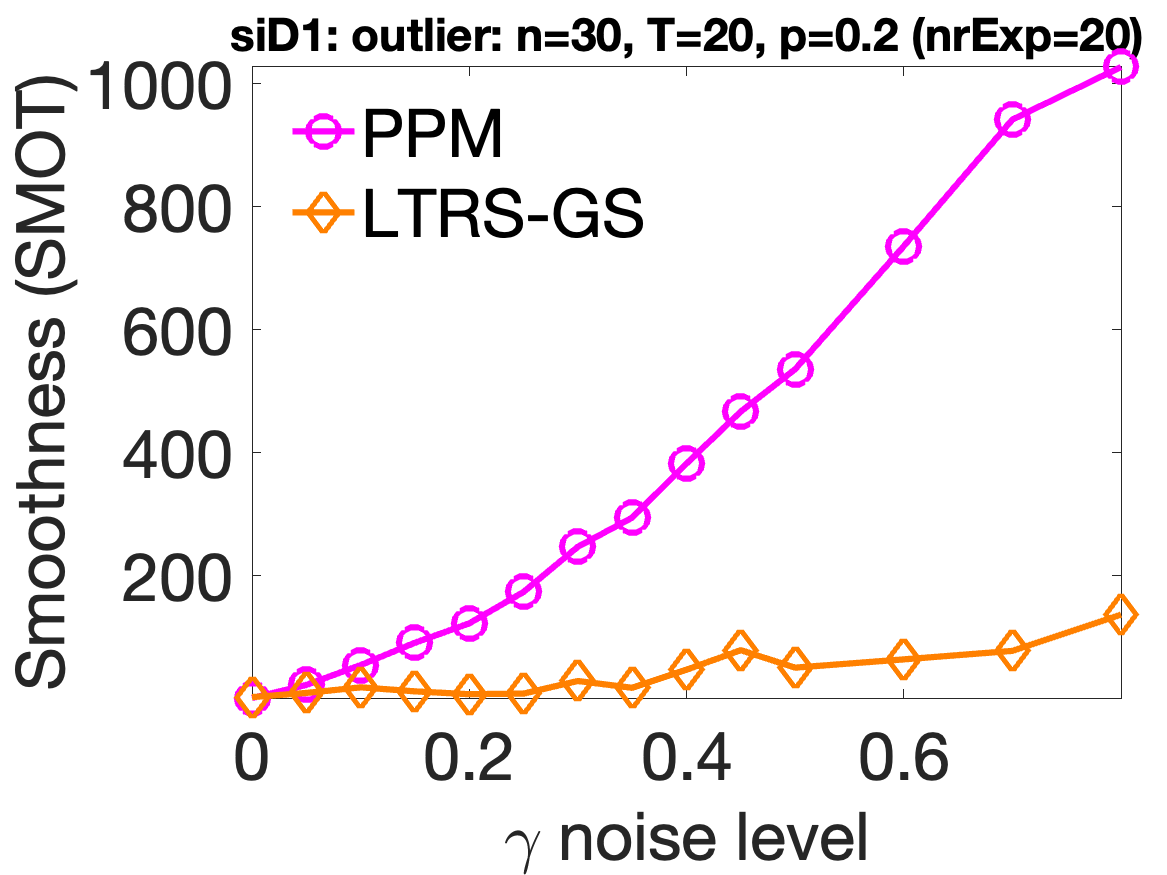 siD1: outlier: n=30, T=20, p=0.2 (nrExp=20)
Smoothness (SMOT)
1000
800
600
400
200
PPM
LTRS-GS
0 0.2 0.4 0.6
γ noise level